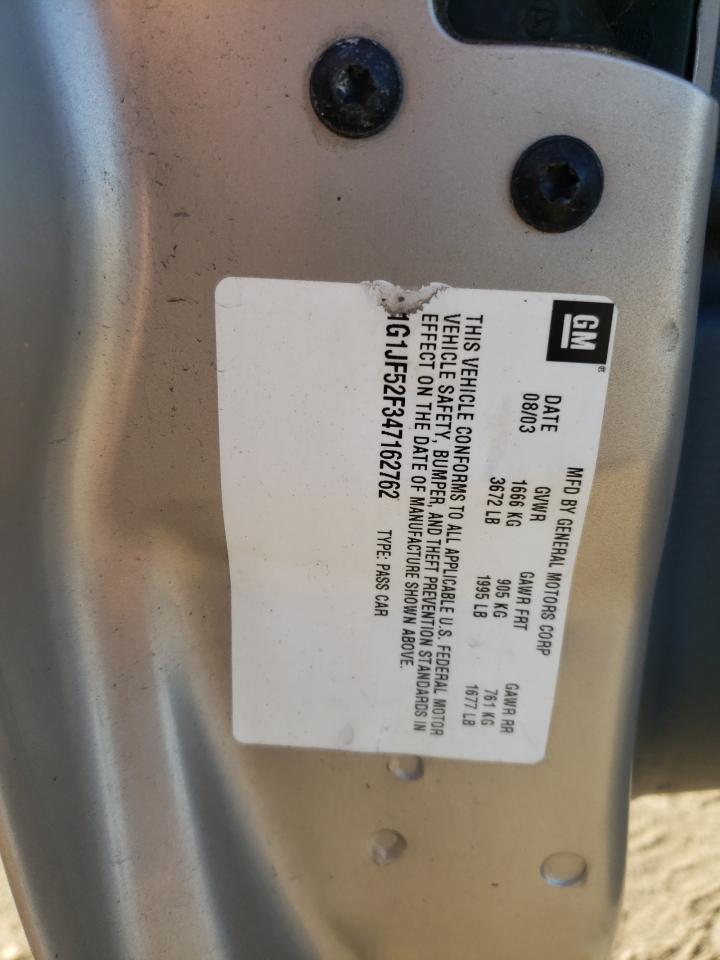 GM
MFD BY GENERAL MOTORS CORP
DATE GVWR GAWR FRT GAWR RR
08/03 1666 KG 905 KG 761 KG
3672 LB 1995 LB 1677 LB
THIS VEHICLE CONFORMS TO ALL APPLICABLE U.S. FEDERAL MOTOR
VEHICLE SAFETY, BUMPER, AND THEFT PREVENTION STANDARDS IN
EFFECT ON THE DATE OF MANUFACTURE SHOWN ABOVE.
1G1JF52F347162762 TYPE: PASS CAR